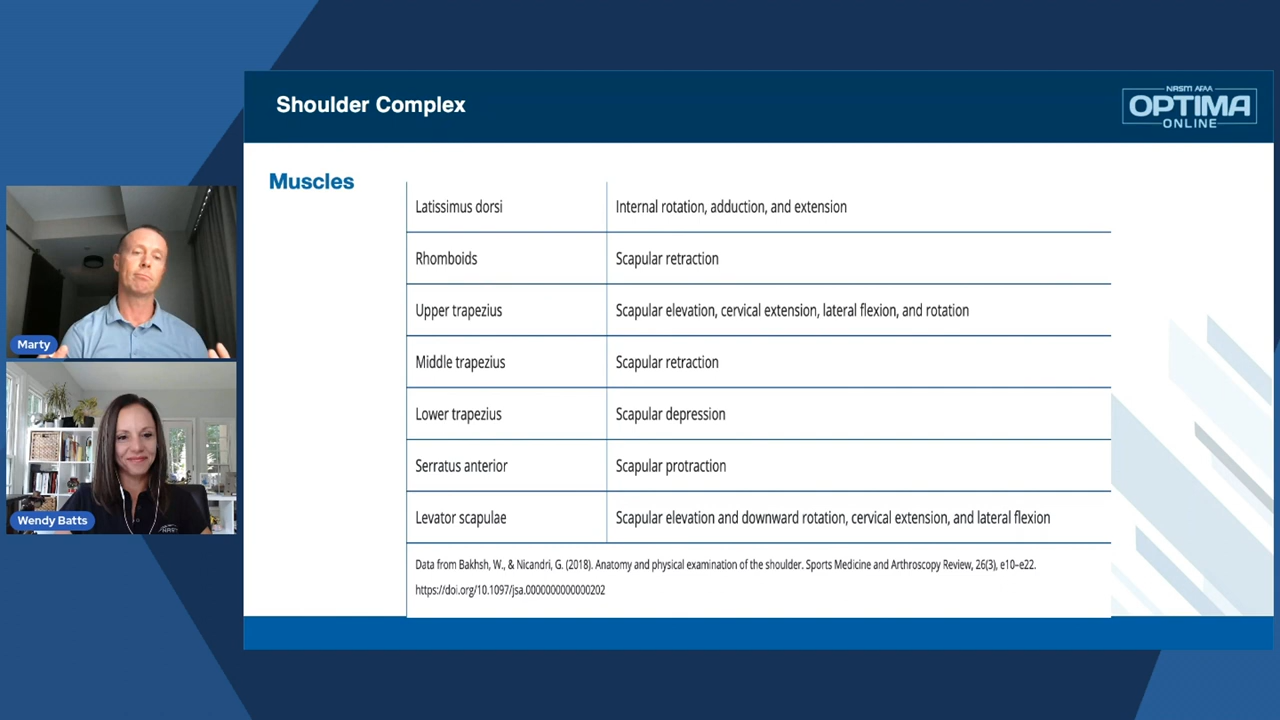 Shoulder Complex
NASM AFAA
OPTIMA
ONLINE
Muscles
Latissimus dorsi Internal rotation, adduction, and extension
Rhomboids Scapular retraction
Upper trapezius Scapular elevation, cervical extension, lateral flexion, and rotation
Middle trapezius Scapular retraction
Lower trapezius Scapular depression
Serratus anterior Scapular protraction
Levator scapulae Scapular elevation and downward rotation, cervical extension, and lateral flexion
Data from Bakhsh, W., & Nicandri, G. (2018). Anatomy and physical examination of the shoulder. Sports Medicine and Arthroscopy Review, 26(3), e10–e22.
https://doi.org/10.1097/jsa.0000000000000202
Marty
Wendy Batts